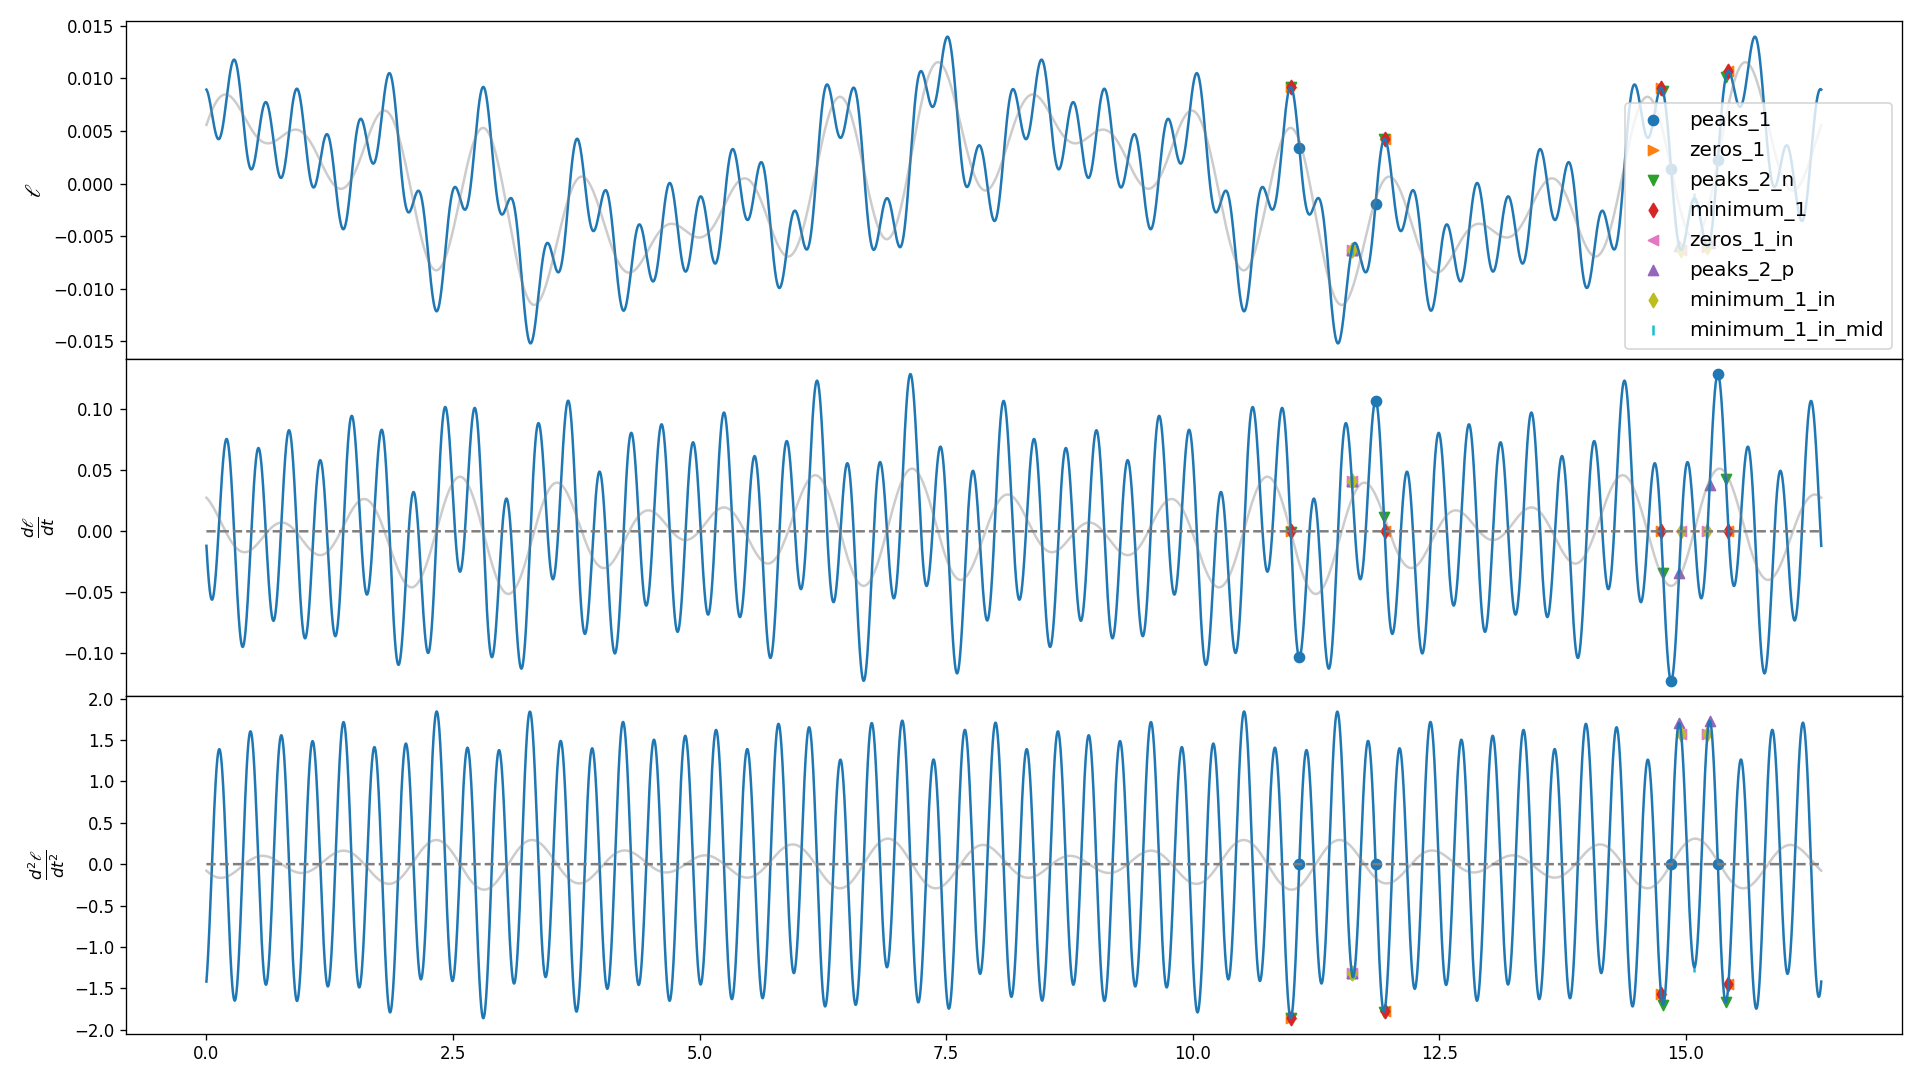 0.015
0.010
0.005
0.000
−0.005
−0.010
−0.015
ℓ
peaks_1
zeros_1
peaks_2_n
minimum_1
zeros_1_in
peaks_2_p
minimum_1_in
minimum_1_in_mid
0.10
0.05
0.00
−0.05
−0.10
dℓ
dt
2.0
1.5
1.0
0.5
0.0
−0.5
−1.0
−1.5
−2.0
d²ℓ
dt²
0.0 2.5 5.0 7.5 10.0 12.5 15.0